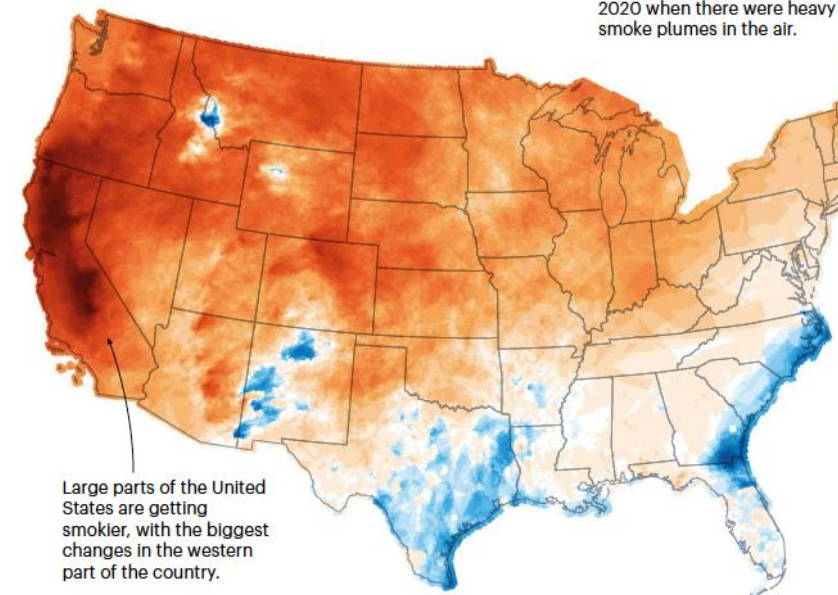 2020 when there were heavy
smoke plumes in the air.
Large parts of the United
States are getting
smokier, with the biggest
changes in the western
part of the country.